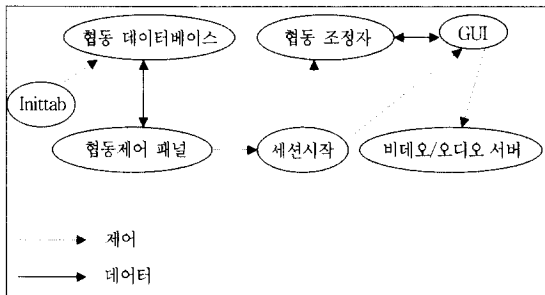 협동 데이터베이스
협동 조정자
GUI
Inittab
협동제어 패널
세션시작
비데오/오디오 서버
제어
데어터